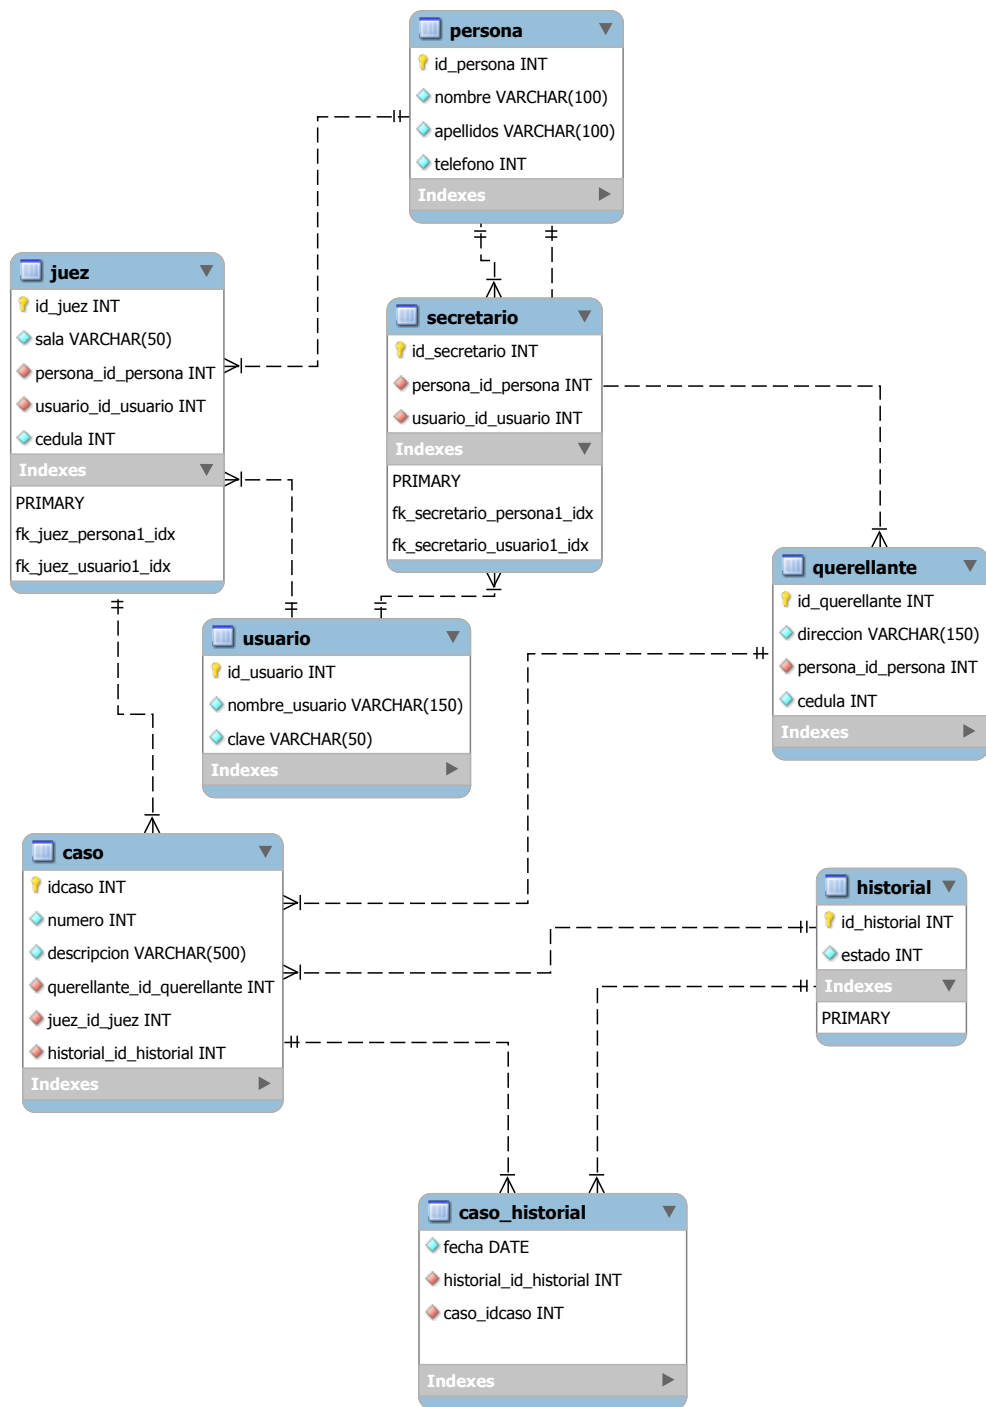 persona
id_persona INT
nombre VARCHAR(100)
apellidos VARCHAR(100)
telefono INT
Indexes
juez
id_juez INT
sala VARCHAR(50)
persona_id_persona INT
usuario_id_usuario INT
cedula INT
Indexes
PRIMARY
fk_juez_persona1_idx
fk_juez_usuario1_idx
secretario
id_secretario INT
persona_id_persona INT
usuario_id_usuario INT
Indexes
PRIMARY
fk_secretario_persona1_idx
fk_secretario_usuario1_idx
querellante
id_querellante INT
direccion VARCHAR(150)
persona_id_persona INT
cedula INT
Indexes
usuario
id_usuario INT
nombre_usuario VARCHAR(150)
clave VARCHAR(50)
Indexes
caso
idcaso INT
numero INT
descripcion VARCHAR(500)
querellante_id_querellante INT
juez_id_juez INT
historial_id_historial INT
Indexes
historial
id_historial INT
estado INT
Indexes
PRIMARY
caso_historial
fecha DATE
historial_id_historial INT
caso_idcaso INT
Indexes